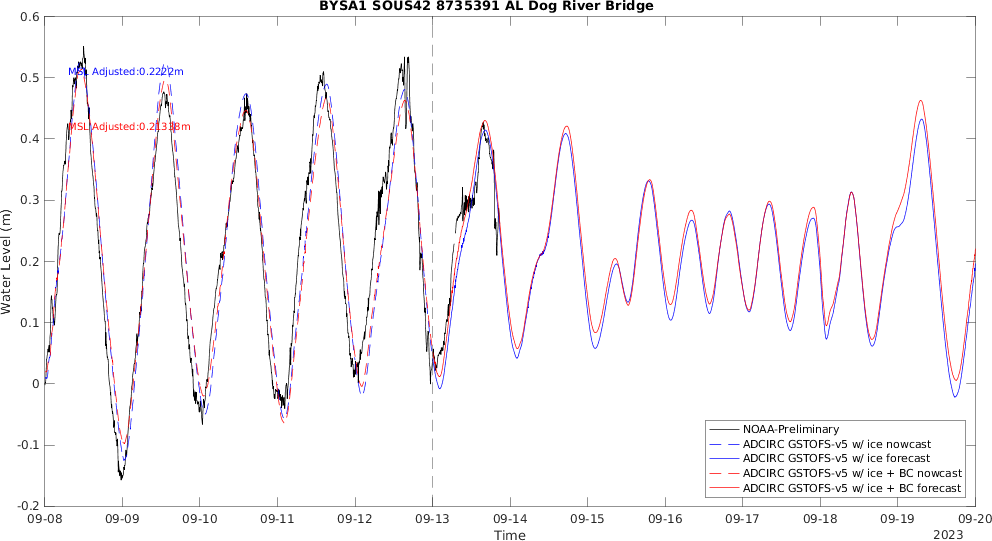 BYSA1 SOUS42 8735391 AL Dog River Bridge
0.6
0.5
0.4
0.3
0.2
0.1
0
-0.1
-0.2
Water Level (m)
MSL Adjusted:0.2222m
MSL Adjusted:0.21338m
NOAA-Preliminary
ADCIRC GSTOFS-v5 w/ ice nowcast
ADCIRC GSTOFS-v5 w/ ice forecast
ADCIRC GSTOFS-v5 w/ ice + BC nowcast
ADCIRC GSTOFS-v5 w/ ice + BC forecast
09-08 09-09 09-10 09-11 09-12 09-13 09-14 09-15 09-16 09-17 09-18 09-19 09-20
Time
2023